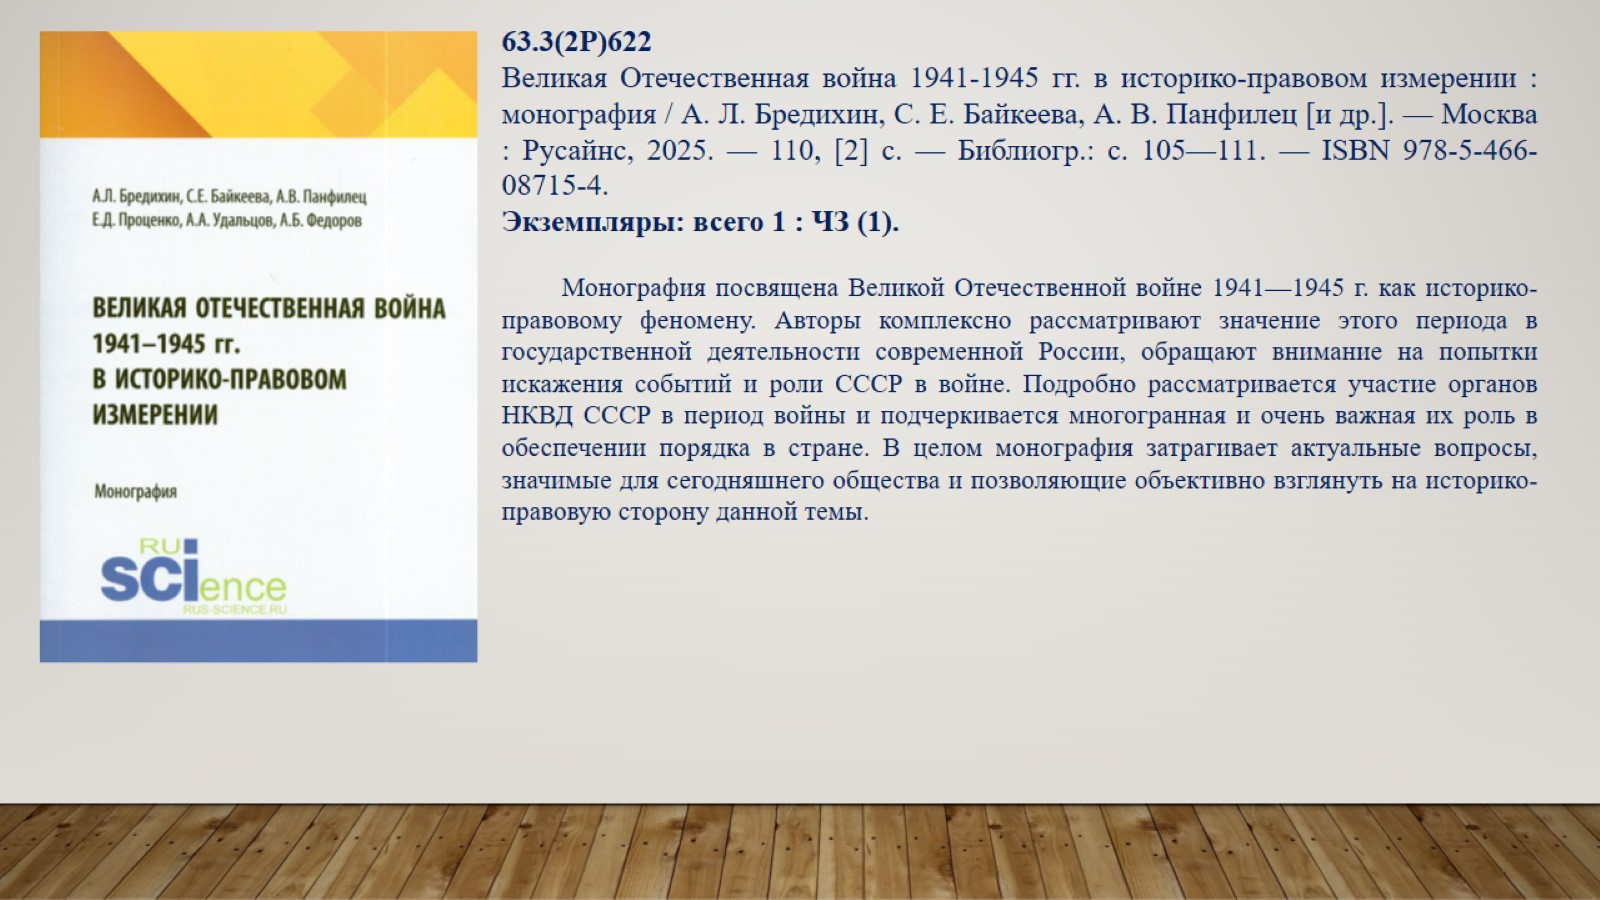 А.Л. Бредихин, С.Е. Байкеева, А.В. Панфилец
Е.Д. Проценко, А.А. Удальцов, А.Б. Федоров
ВЕЛИКАЯ ОТЕЧЕСТВЕННАЯ ВОЙНА
1941–1945 гг.
В ИСТОРИКО-ПРАВОВОМ
ИЗМЕРЕНИИ
Монография
RU
science
RUS-SCIENCE.RU
63.3(2Р)622
Великая Отечественная война 1941-1945 гг. в историко-правовом измерении :
монография / А. Л. Бредихин, С. Е. Байкеева, А. В. Панфилец [и др.]. — Москва
: Русайнс, 2025. — 110, [2] с. — Библиогр.: с. 105—111. — ISBN 978-5-466-
08715-4.
Экземпляры: всего 1 : ЧЗ (1).
Монография посвящена Великой Отечественной войне 1941—1945 г. как историко-
правовому феномену. Авторы комплексно рассматривают значение этого периода в
государственной деятельности современной России, обращают внимание на попытки
искажения событий и роли СССР в войне. Подробно рассматривается участие органов
НКВД СССР в период войны и подчеркивается многогранная и очень важная их роль в
обеспечении порядка в стране. В целом монография затрагивает актуальные вопросы,
значимые для сегодняшнего общества и позволяющие объективно взглянуть на историко-
правовую сторону данной темы.